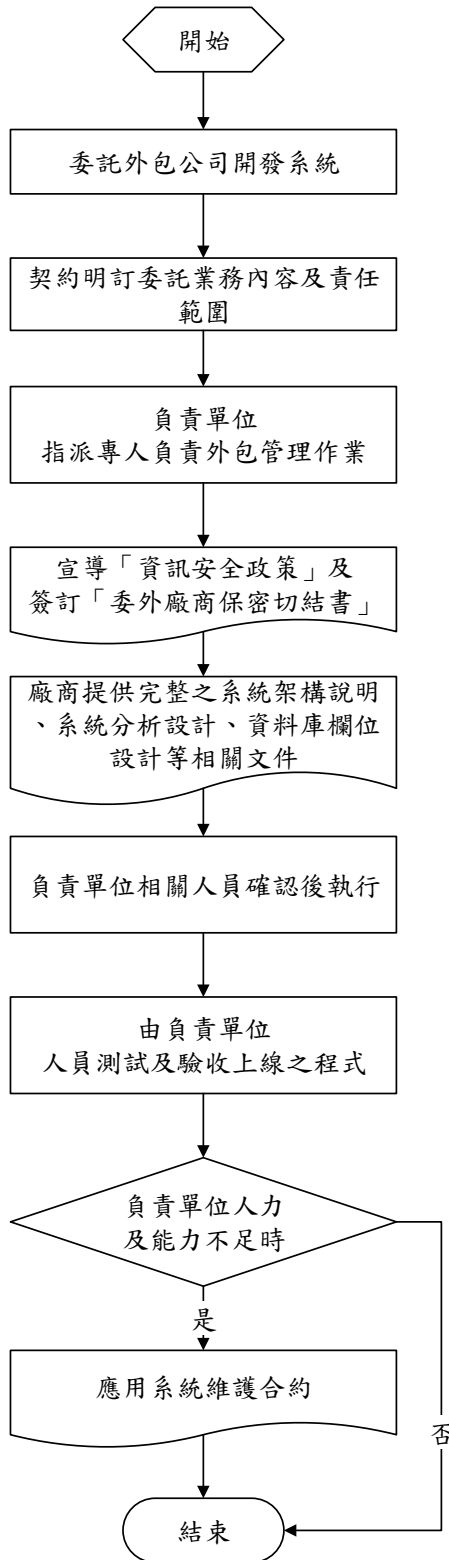 開始
委託外包公司開發系統
契約明訂委託業務內容及責任
範圍
負責單位
指派專人負責外包管理作業
宣導「資訊安全政策」及
簽訂「委外廠商保密切結書」
廠商提供完整之系統架構說明
、系統分析設計、資料庫欄位
設計等相關文件
負責單位相關人員確認後執行
由負責單位
人員測試及驗收上線之程式
負責單位人力
及能力不足時
是
應用系統維護合約
否
結束